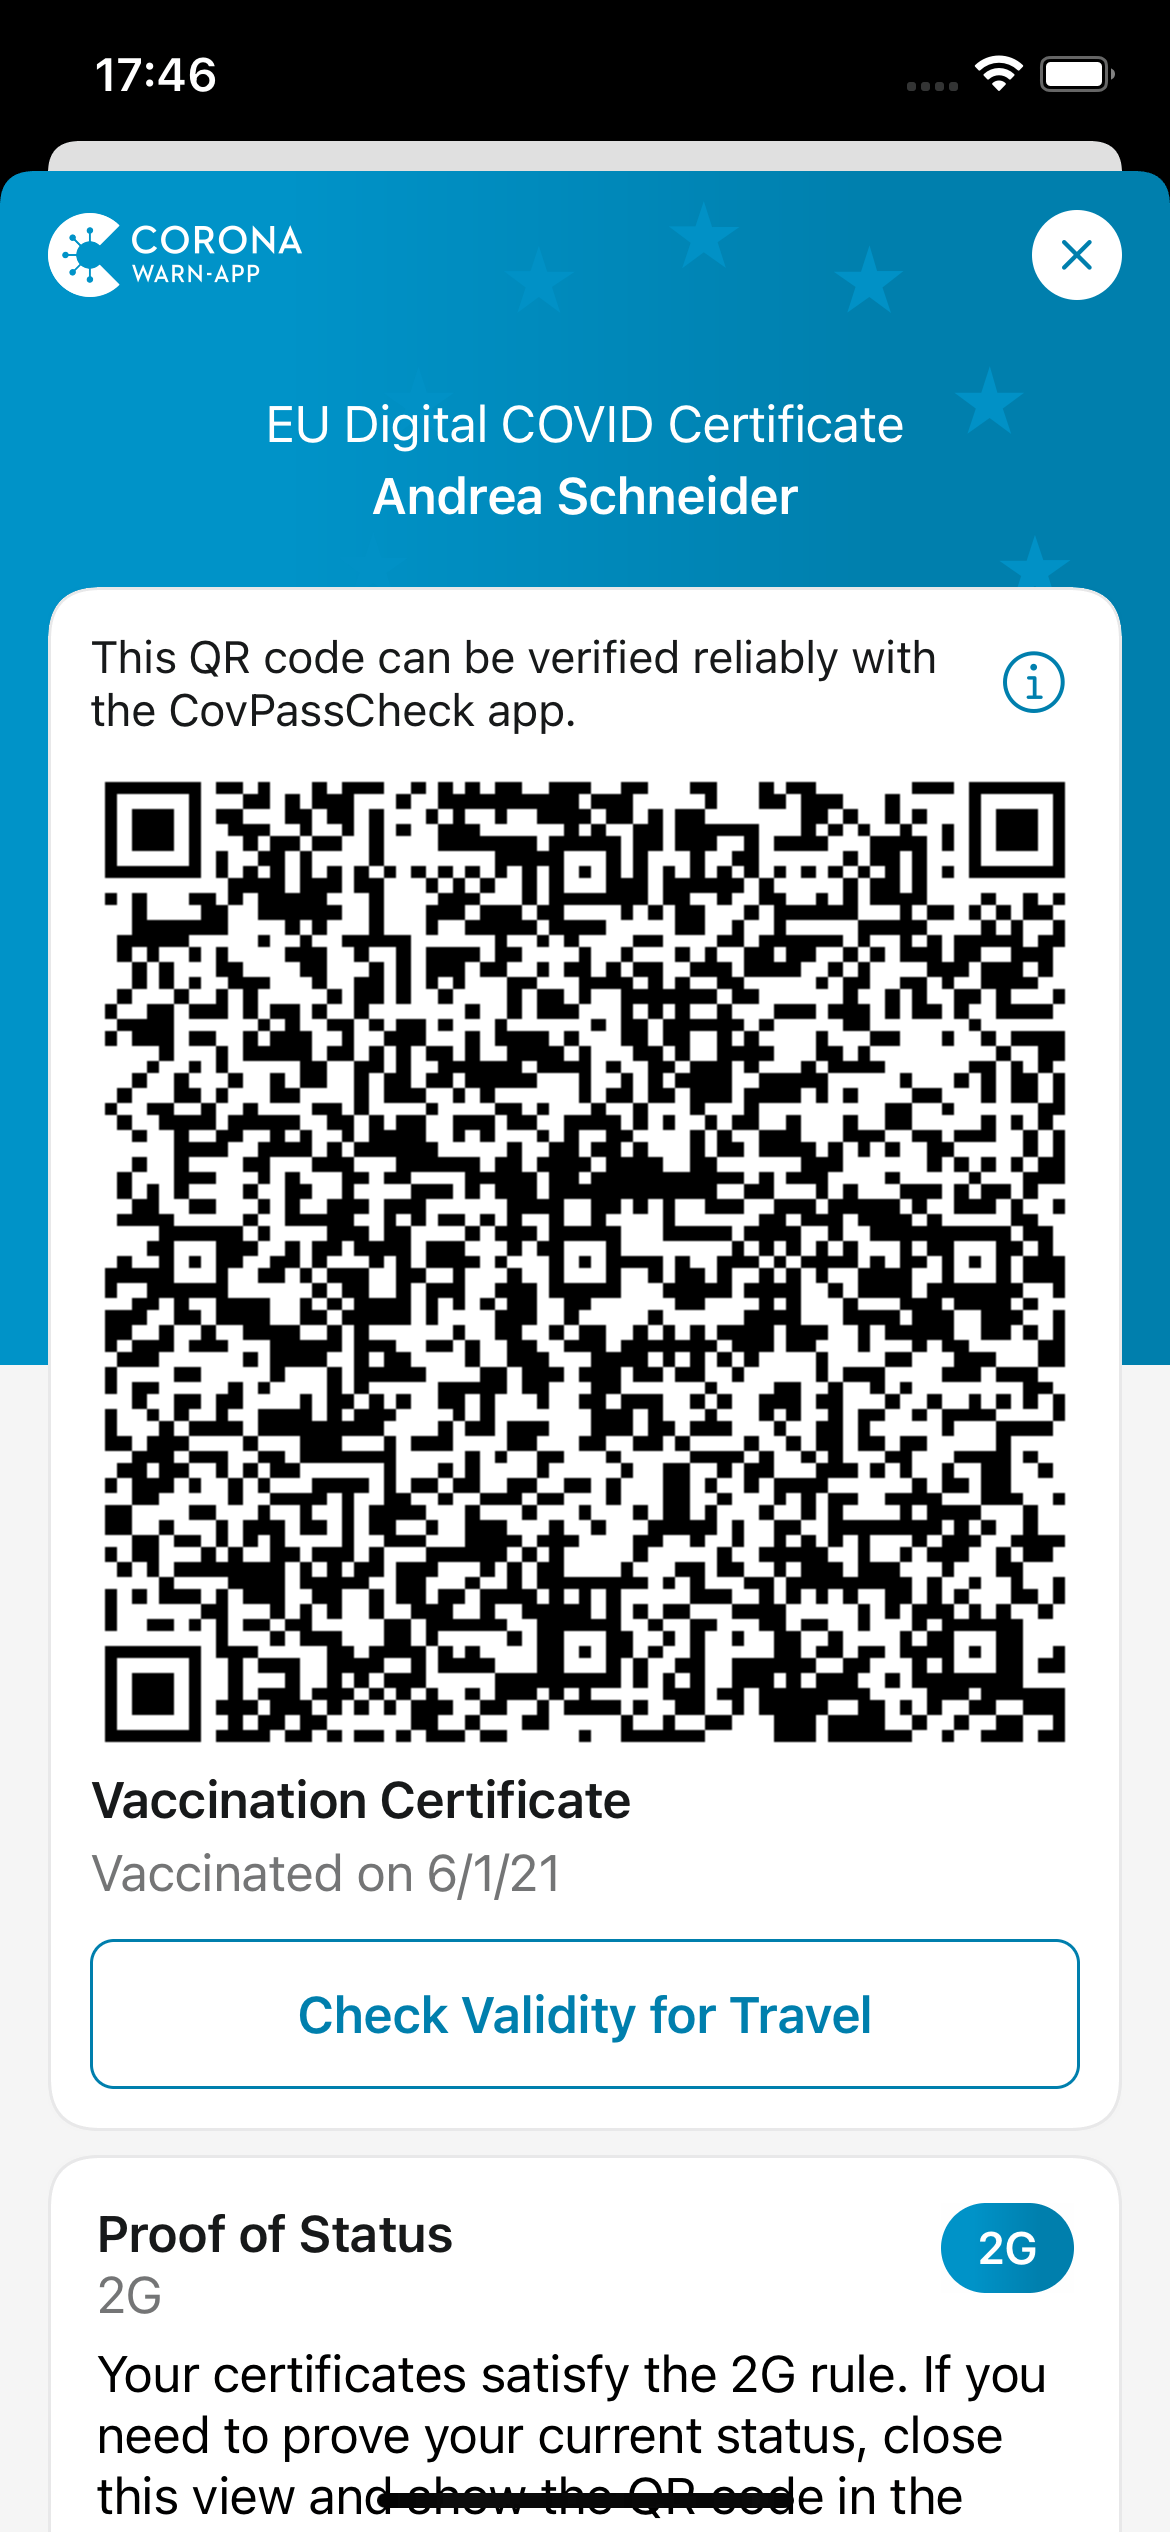 17:46
CORONA
WARN-APP
EU Digital COVID Certificate
Andrea Schneider
This QR code can be verified reliably with
the CovPassCheck app.
Vaccination Certificate
Vaccinated on 6/1/21
Check Validity for Travel
Proof of Status
2G
2G
Your certificates satisfy the 2G rule. If you
need to prove your current status, close
this view and show the QR code in the